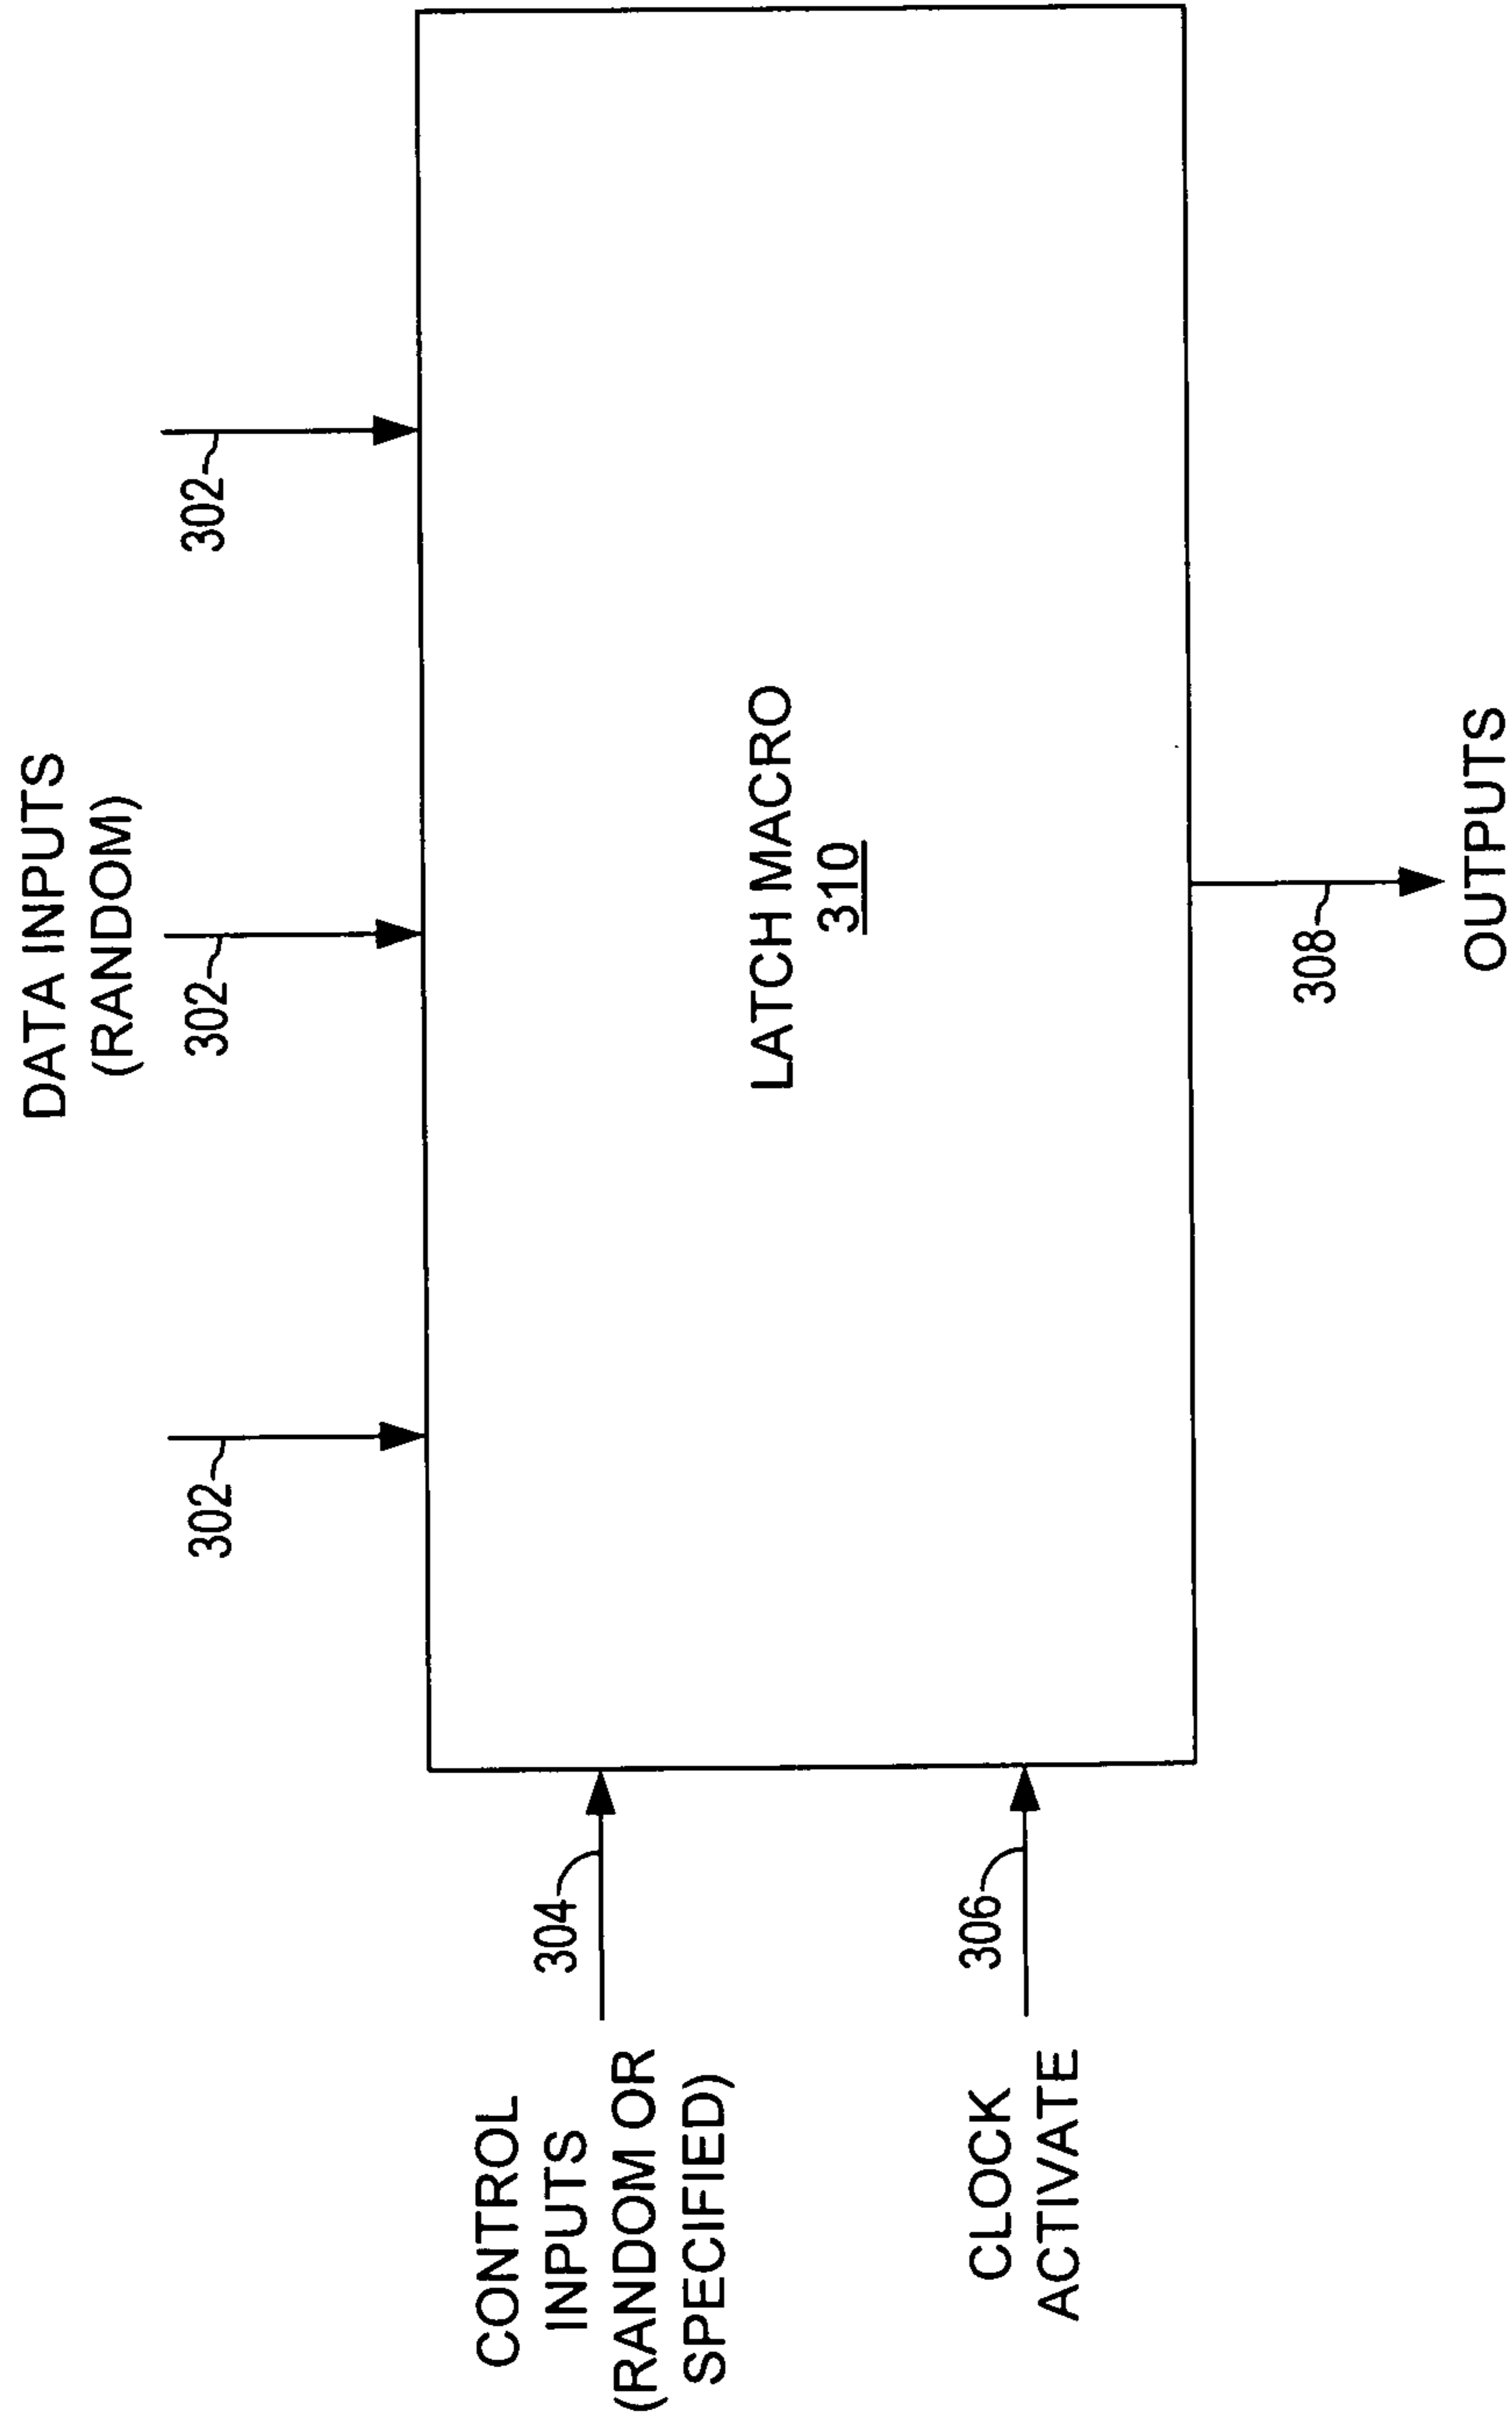 DATA INPUTS
(RANDOM)
302
302
302
CONTROL
INPUTS
(RANDOM OR
SPECIFIED)
304
LATCH MACRO
310
CLOCK
ACTIVATE
306
308
OUTPUTS